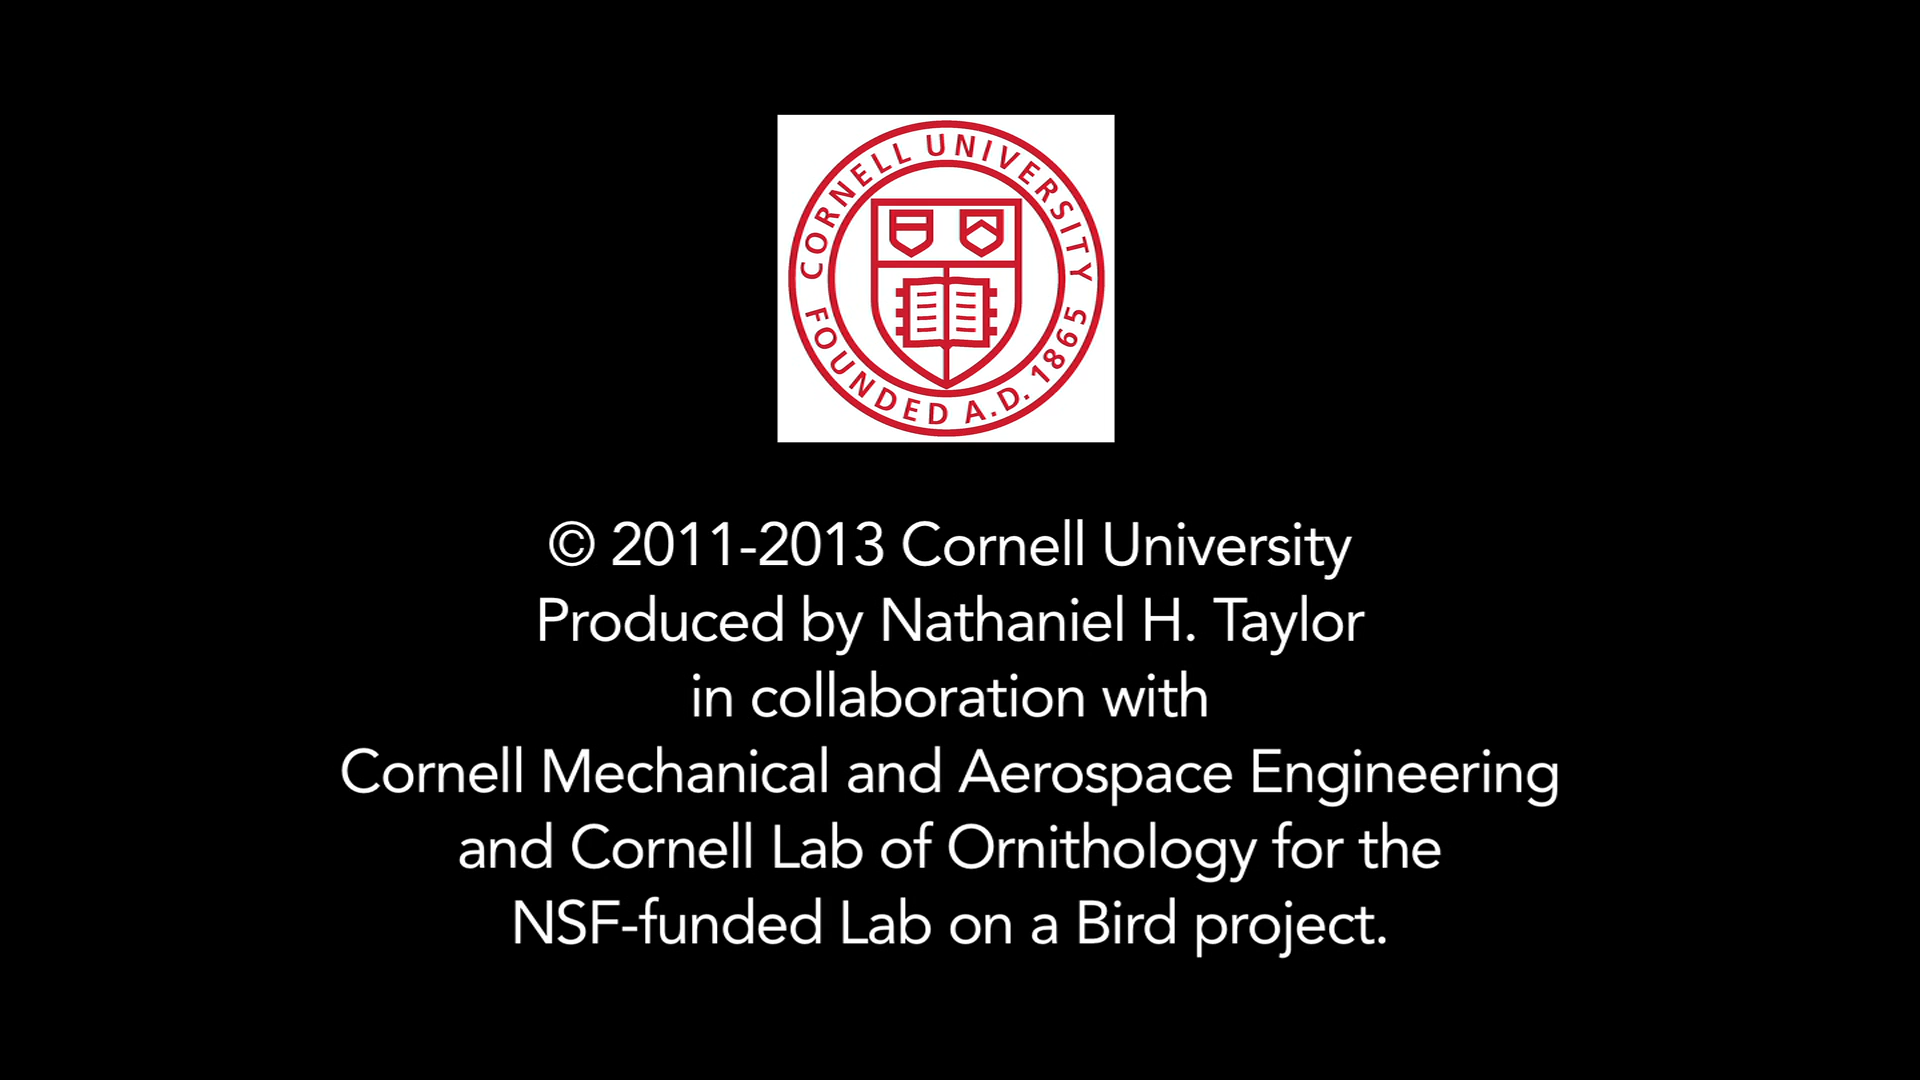 CORNELL UNIVERSITY
FOUNDED A.D. 1865
© 2011-2013 Cornell University
Produced by Nathaniel H. Taylor
in collaboration with
Cornell Mechanical and Aerospace Engineering
and Cornell Lab of Ornithology for the
NSF-funded Lab on a Bird project.